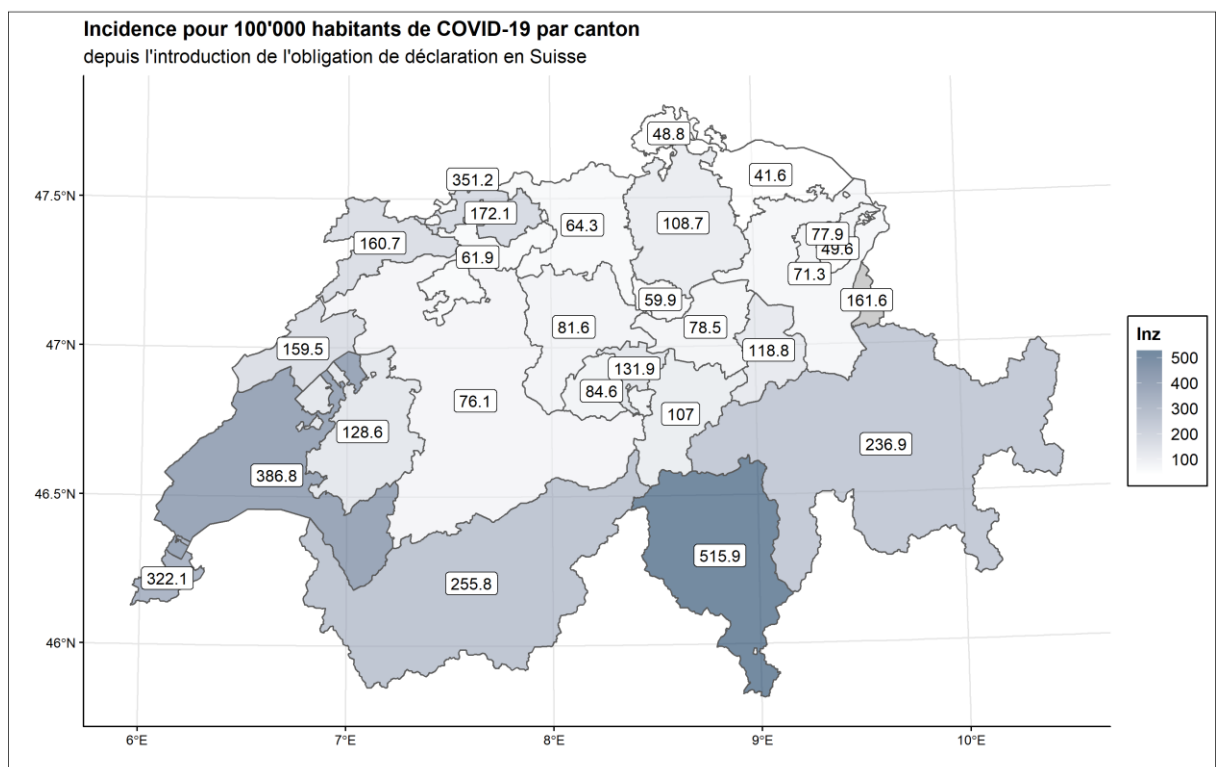 Incidence pour 100'000 habitants de COVID-19 par canton
depuis l'introduction de l'obligation de déclaration en Suisse
48.8
351.2
41.6
47.5°N
172.1
64.3
108.7
77.9
49.6
160.7
61.9
71.3
59.9
161.6
81.6
78.5
47°N
159.5
118.8
131.9
84.6
76.1
107
128.6
236.9
386.8
46.5°N
515.9
322.1
255.8
46°N
6°E
7°E
8°E
9°E
10°E
Inz
500
400
300
200
100